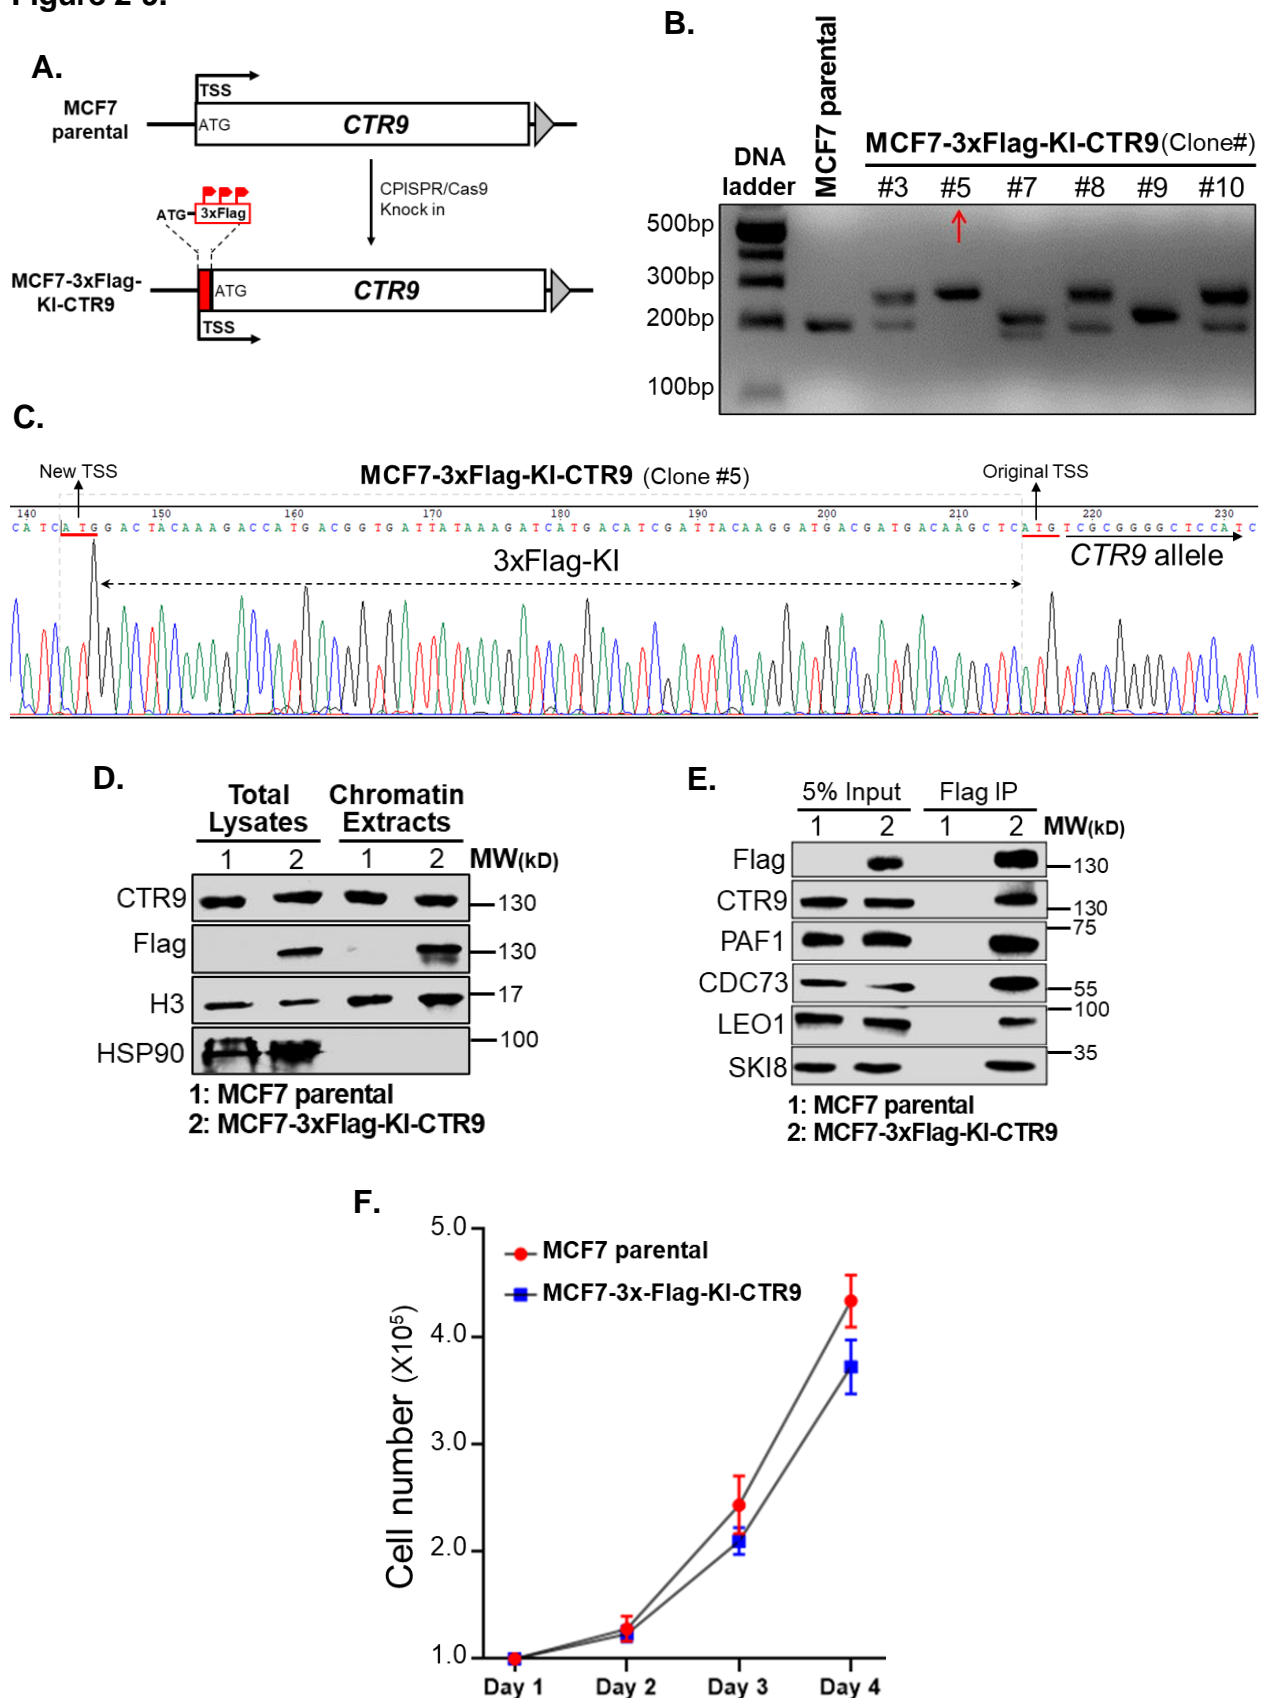 A.
MCF7
parental
TSS
ATG
CTR9
CPISPR/Cas9
Knock in
ATG
3xFlag
MCF7-3xFlag-
KI-CTR9
ATG
CTR9
TSS
B.
DNA
ladder
MCF7 parental
MCF7-3xFlag-KI-CTR9(Clone#)
#3 #5 #7 #8 #9 #10
500bp
300bp
200bp
100bp
C.
New TSS
MCF7-3xFlag-KI-CTR9 (Clone #5)
Original TSS
140 150 160 170 180 190 200 210 220 230
CATCATGGACTACAAAGACCATGACGGTGATTATAAAGATCATGACATCGATTACAAGGATGACGATGACAAGCTCATGTCGCGGGGCTCCATC
3xFlag-KI
CTR9 allele
D.
Total
Lysates
Chromatin
Extracts
1 2 1 2 MW(kD)
CTR9 130
Flag 130
H3 17
HSP90 100
1: MCF7 parental
2: MCF7-3xFlag-KI-CTR9
E.
5% Input Flag IP
1 2 1 2 MW(kD)
Flag 130
CTR9 130
PAF1 75
CDC73 55
LEO1 100
SKI8 35
1: MCF7 parental
2: MCF7-3xFlag-KI-CTR9
F.
MCF7 parental
MCF7-3x-Flag-KI-CTR9
Cell number (X10⁵)
5.0
4.0
3.0
2.0
1.0
Day 1 Day 2 Day 3 Day 4